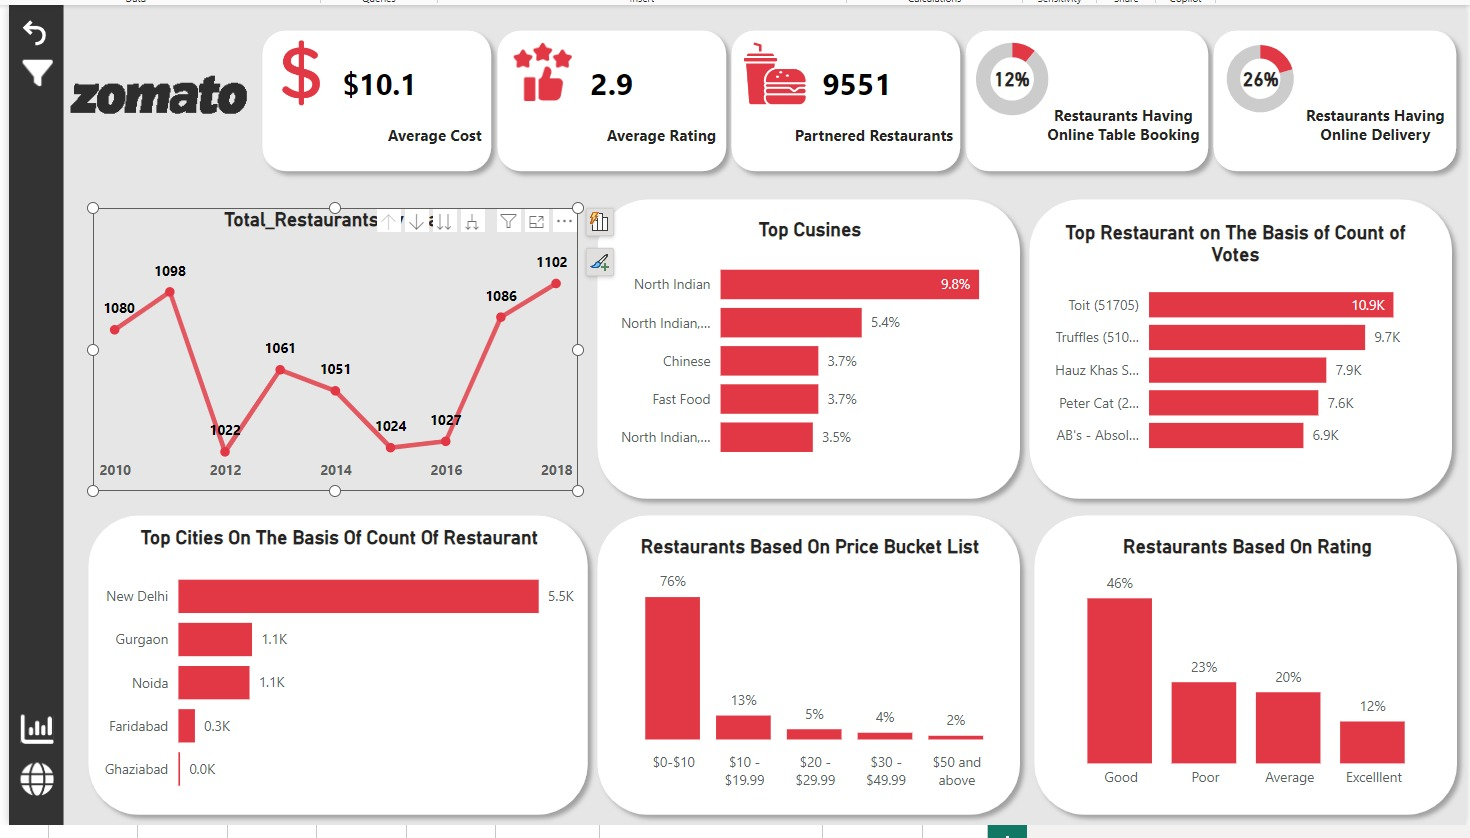 zomato
$10.1
Average Cost
2.9
Average Rating
9551
Partnered Restaurants
12%
Restaurants Having
Online Table Booking
26%
Restaurants Having
Online Delivery
Total_Restaurants
1080
1098
1022
1061
1051
1024
1027
1086
1102
2010 2012 2014 2016 2018
Top Cusines
North Indian 9.8%
North Indian,... 5.4%
Chinese 3.7%
Fast Food 3.7%
North Indian,... 3.5%
Top Restaurant on The Basis of Count of
Votes
Toit (51705) 10.9K
Truffles (510... 9.7K
Hauz Khas S... 7.9K
Peter Cat (2... 7.6K
AB's - Absol... 6.9K
Top Cities On The Basis Of Count Of Restaurant
New Delhi 5.5K
Gurgaon 1.1K
Noida 1.1K
Faridabad 0.3K
Ghaziabad 0.0K
Restaurants Based On Price Bucket List
76%
13%
5%
4%
2%
$0-$10
$10 -
$19.99
$20 -
$29.99
$30 -
$49.99
$50 and
above
Restaurants Based On Rating
46%
23%
20%
12%
Good Poor Average Excelllent